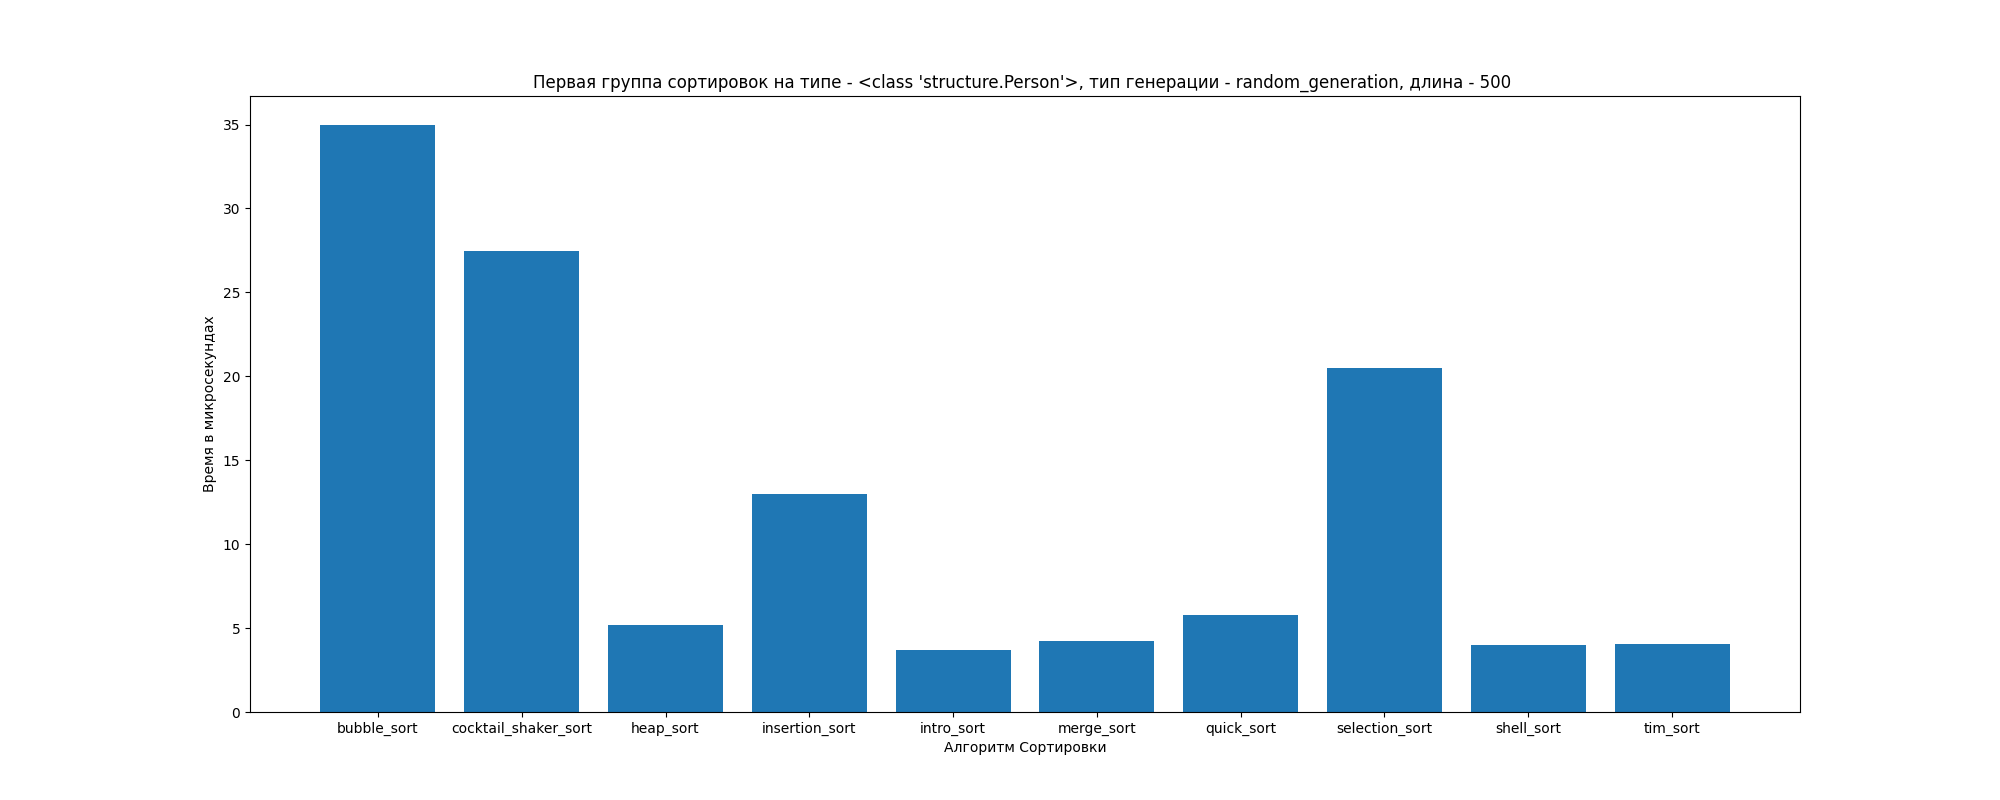 Первая группа сортировок на типе - <class 'structure.Person'>, тип генерации - random_generation, длина - 500
Время в микросекундах
35
30
25
20
15
10
5
0
bubble_sort cocktail_shaker_sort heap_sort insertion_sort intro_sort merge_sort quick_sort selection_sort shell_sort tim_sort
Алгоритм Сортировки